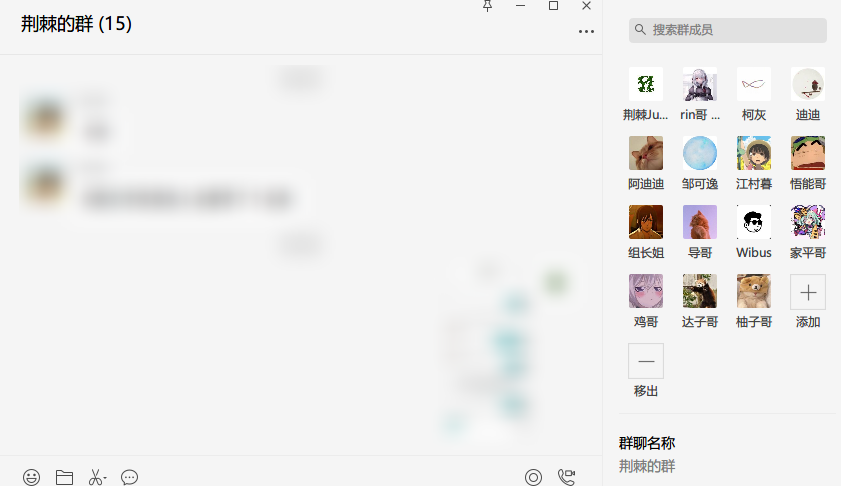 荆棘的群 (15)
搜索群成员
荆棘Ju...
rin哥 ...
柯灰
迪迪
阿迪迪
邹可逸
江村暮
悟能哥
组长姐
导哥
Wibus
家平哥
鸡哥
达子哥
柚子哥
添加
移出
群聊名称
荆棘的群